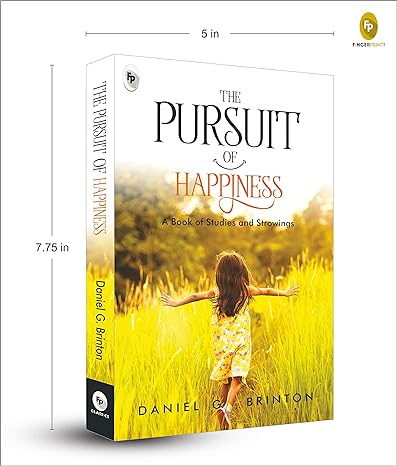 5 in
FP
FINGERPRINT!
7.75 in
FP
THE
PURSUIT
OF
HAPPINESS
A Book of Studies and Strowings
DANIEL G. BRINTON
THE PURSUIT OF HAPPINESS
Daniel G. Brinton
FP
CLASSICS